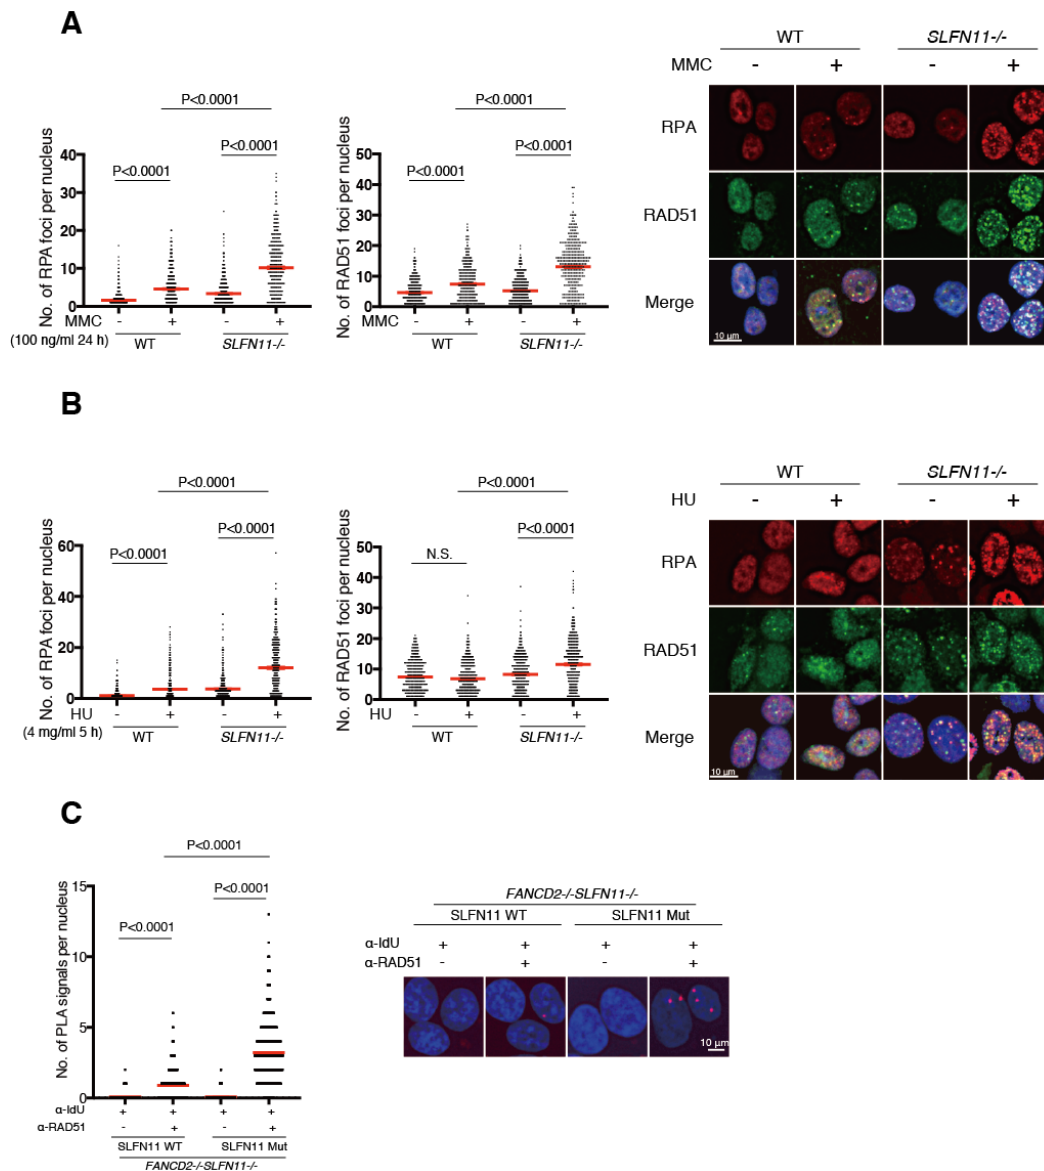 A
WT
SLFN11-/-
MMC
-
+
-
+
P<0.0001
P<0.0001
P<0.0001
P<0.0001
P<0.0001
P<0.0001
No. of RPA foci per nucleus
40
30
20
10
0
MMC
-
+
-
+
(100 ng/ml 24 h)
WT
SLFN11-/-
No. of RAD51 foci per nucleus
50
40
30
20
10
0
MMC
-
+
-
+
WT
SLFN11-/-
RPA
RAD51
Merge
10 μm
B
WT
SLFN11-/-
HU
-
+
-
+
P<0.0001
P<0.0001
P<0.0001
P<0.0001
N.S.
P<0.0001
No. of RPA foci per nucleus
60
40
20
0
HU
-
+
-
+
(4 mg/ml 5 h)
WT
SLFN11-/-
No. of RAD51 foci per nucleus
50
40
30
20
10
0
HU
-
+
-
+
WT
SLFN11-/-
RPA
RAD51
Merge
10 μm
C
P<0.0001
P<0.0001
P<0.0001
No. of PLA signals per nucleus
15
10
5
0
α-IdU
+
+
+
+
α-RAD51
-
+
-
+
SLFN11 WT
SLFN11 Mut
FANCD2-/-SLFN11-/-
FANCD2-/-SLFN11-/-
SLFN11 WT
SLFN11 Mut
α-IdU
+
+
+
+
α-RAD51
-
+
-
+
10 μm